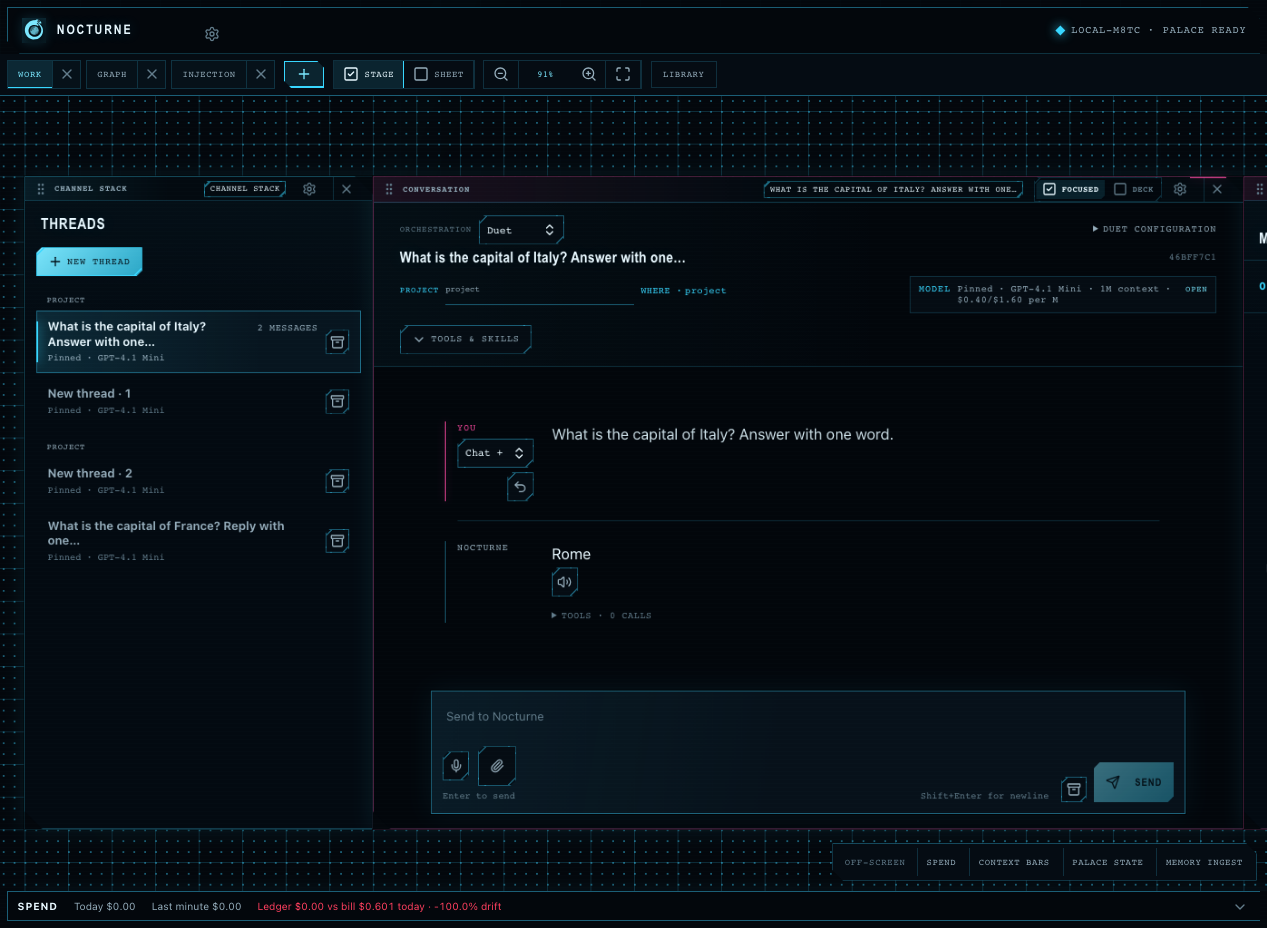 NOCTURNE
LOCAL-M8TC · PALACE READY
WORK
GRAPH
INJECTION
STAGE
SHEET
91%
LIBRARY
CHANNEL STACK
CHANNEL STACK
THREADS
NEW THREAD
PROJECT
What is the capital of Italy?
Answer with one...
2 MESSAGES
Pinned · GPT-4.1 Mini
New thread · 1
Pinned · GPT-4.1 Mini
PROJECT
New thread · 2
Pinned · GPT-4.1 Mini
What is the capital of France? Reply with
one...
Pinned · GPT-4.1 Mini
CONVERSATION
WHAT IS THE CAPITAL OF ITALY? ANSWER WITH ONE…
FOCUSED
DECK
ORCHESTRATION
Duet
DUET CONFIGURATION
What is the capital of Italy? Answer with one...
46BFF7C1
PROJECT project
WHERE · project
MODEL Pinned · GPT-4.1 Mini · 1M context ·
$0.40/$1.60 per M
OPEN
TOOLS & SKILLS
YOU
Chat +
What is the capital of Italy? Answer with one word.
NOCTURNE
Rome
TOOLS · 0 CALLS
Send to Nocturne
Enter to send
Shift+Enter for newline
SEND
OFF-SCREEN
SPEND
CONTEXT BARS
PALACE STATE
MEMORY INGEST
SPEND
Today $0.00
Last minute $0.00
Ledger $0.00 vs bill $0.601 today · -100.0% drift